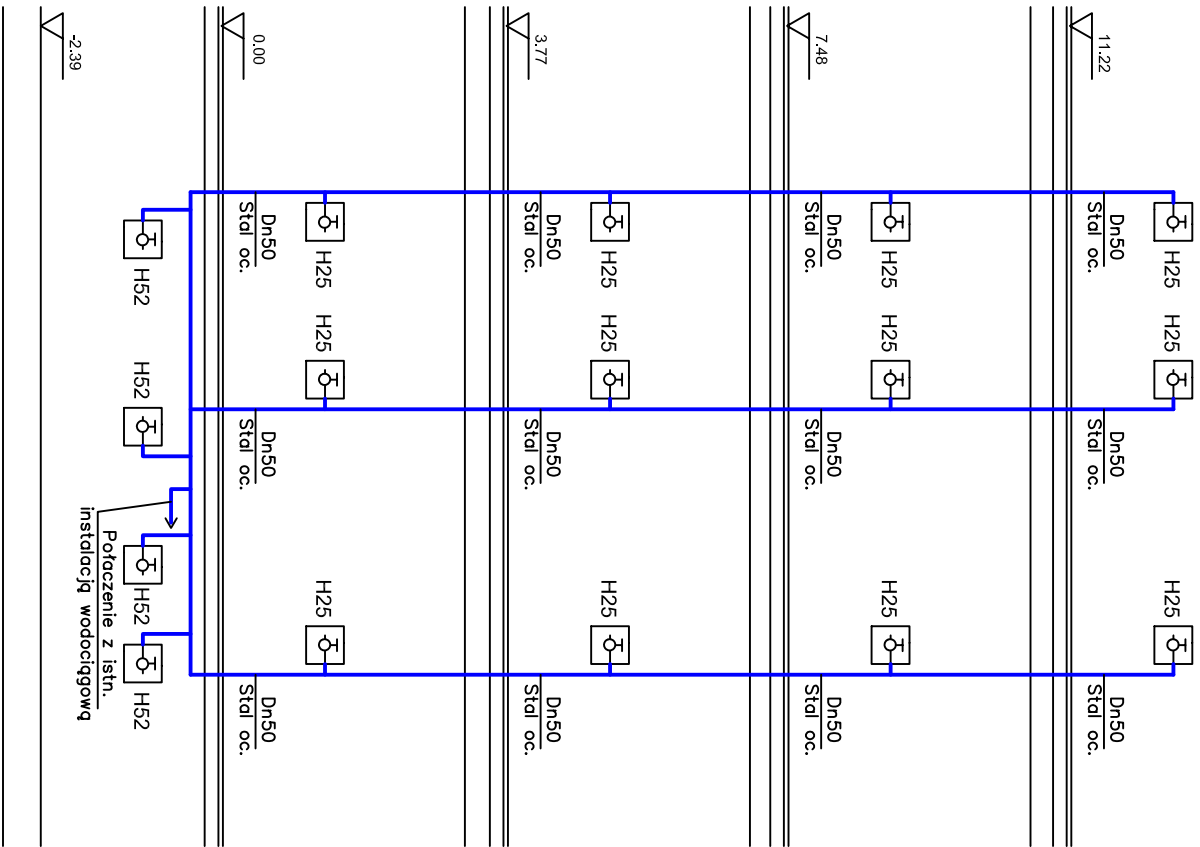 H25 H25 H25
11.22
Dn50 Dn50 Dn50
Stal oc. Stal oc. Stal oc.
H25 H25 H25
7.48
Dn50 Dn50 Dn50
Stal oc. Stal oc. Stal oc.
H25 H25 H25
3.77
Dn50 Dn50 Dn50
Stal oc. Stal oc. Stal oc.
H25 H25 H25
0.00
Dn50 Dn50 Dn50
Stal oc. Stal oc. Stal oc.
H52 H52 H52 H52
-2.39
Połaczenie z istn.
instalacją wodociągową